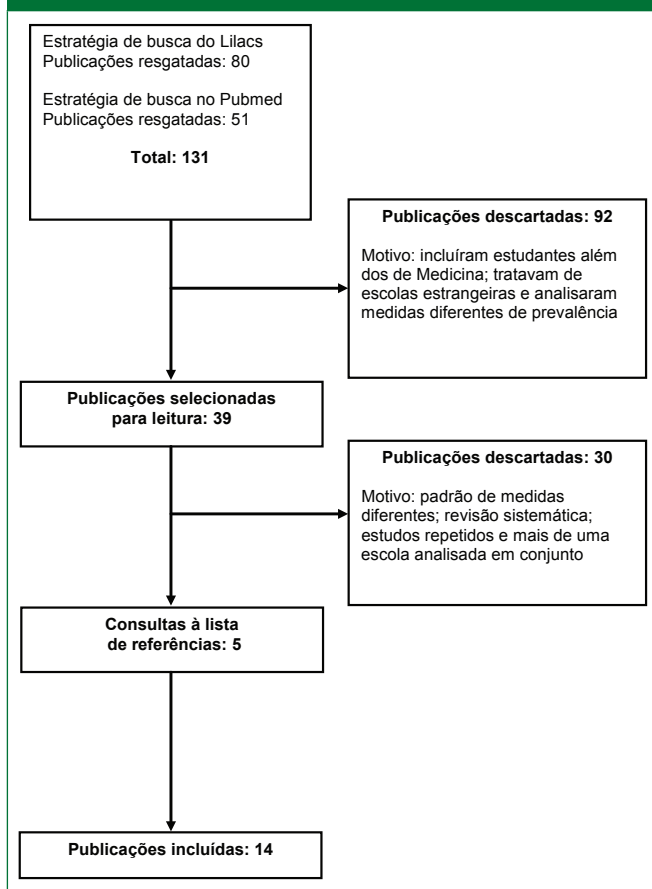 Estratégia de busca do Lilacs
Publicações resgatadas: 80
Estratégia de busca no Pubmed
Publicações resgatadas: 51
Total: 131
Publicações descartadas: 92
Motivo: incluíram estudantes além
dos de Medicina; tratavam de
escolas estrangeiras e analisaram
medidas diferentes de prevalência
Publicações selecionadas
para leitura: 39
Publicações descartadas: 30
Motivo: padrão de medidas
diferentes; revisão sistemática;
estudos repetidos e mais de uma
escola analisada em conjunto
Consultas à lista
de referências: 5
Publicações incluídas: 14